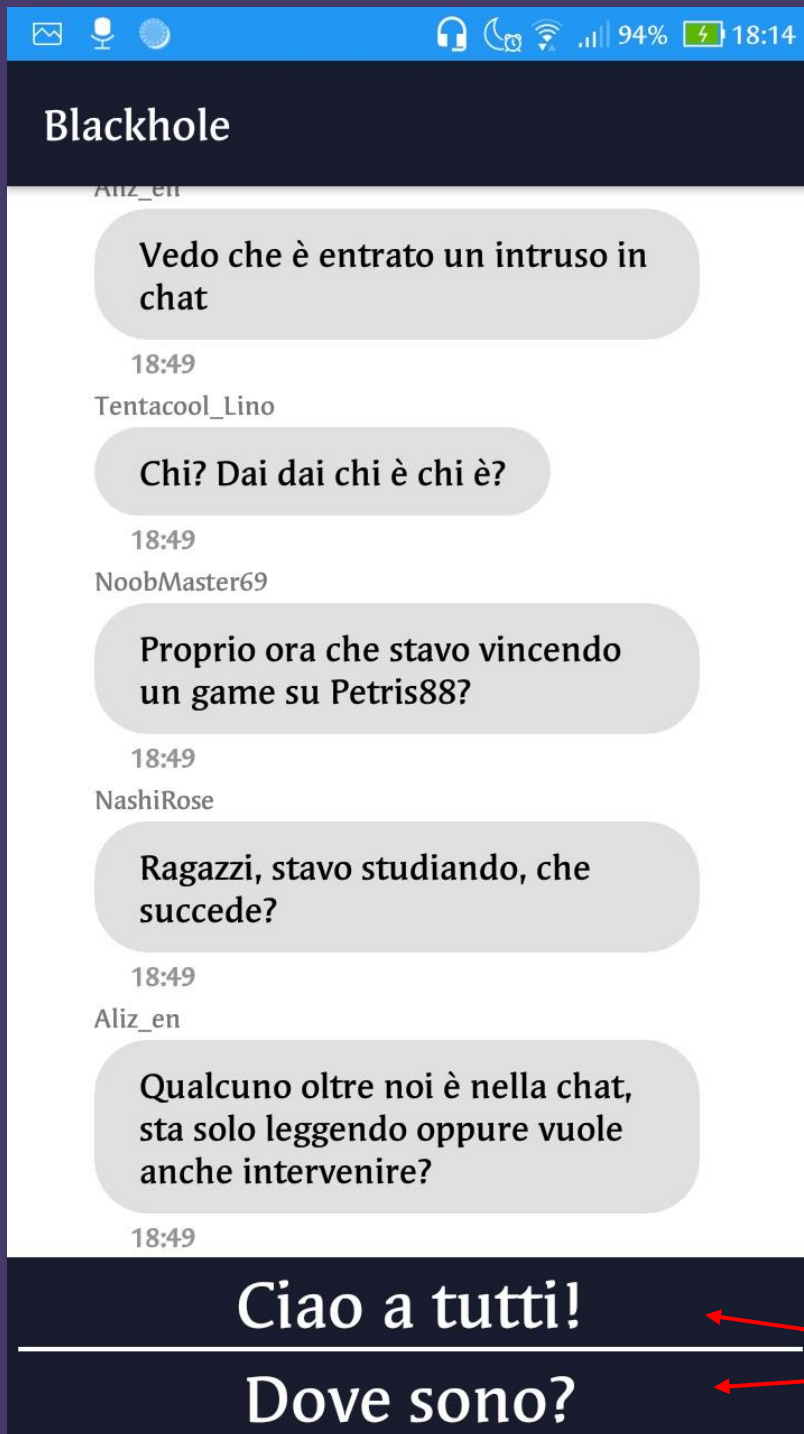 94% 18:14
Blackhole
Aliz_en
Vedo che è entrato un intruso in
chat
18:49
Tentacool_Lino
Chi? Dai dai chi è chi è?
18:49
NoobMaster69
Proprio ora che stavo vincendo
un game su Petris88?
18:49
NashiRose
Ragazzi, stavo studiando, che
succede?
18:49
Aliz_en
Qualcuno oltre noi è nella chat,
sta solo leggendo oppure vuole
anche intervenire?
18:49
Ciao a tutti!
Dove sono?